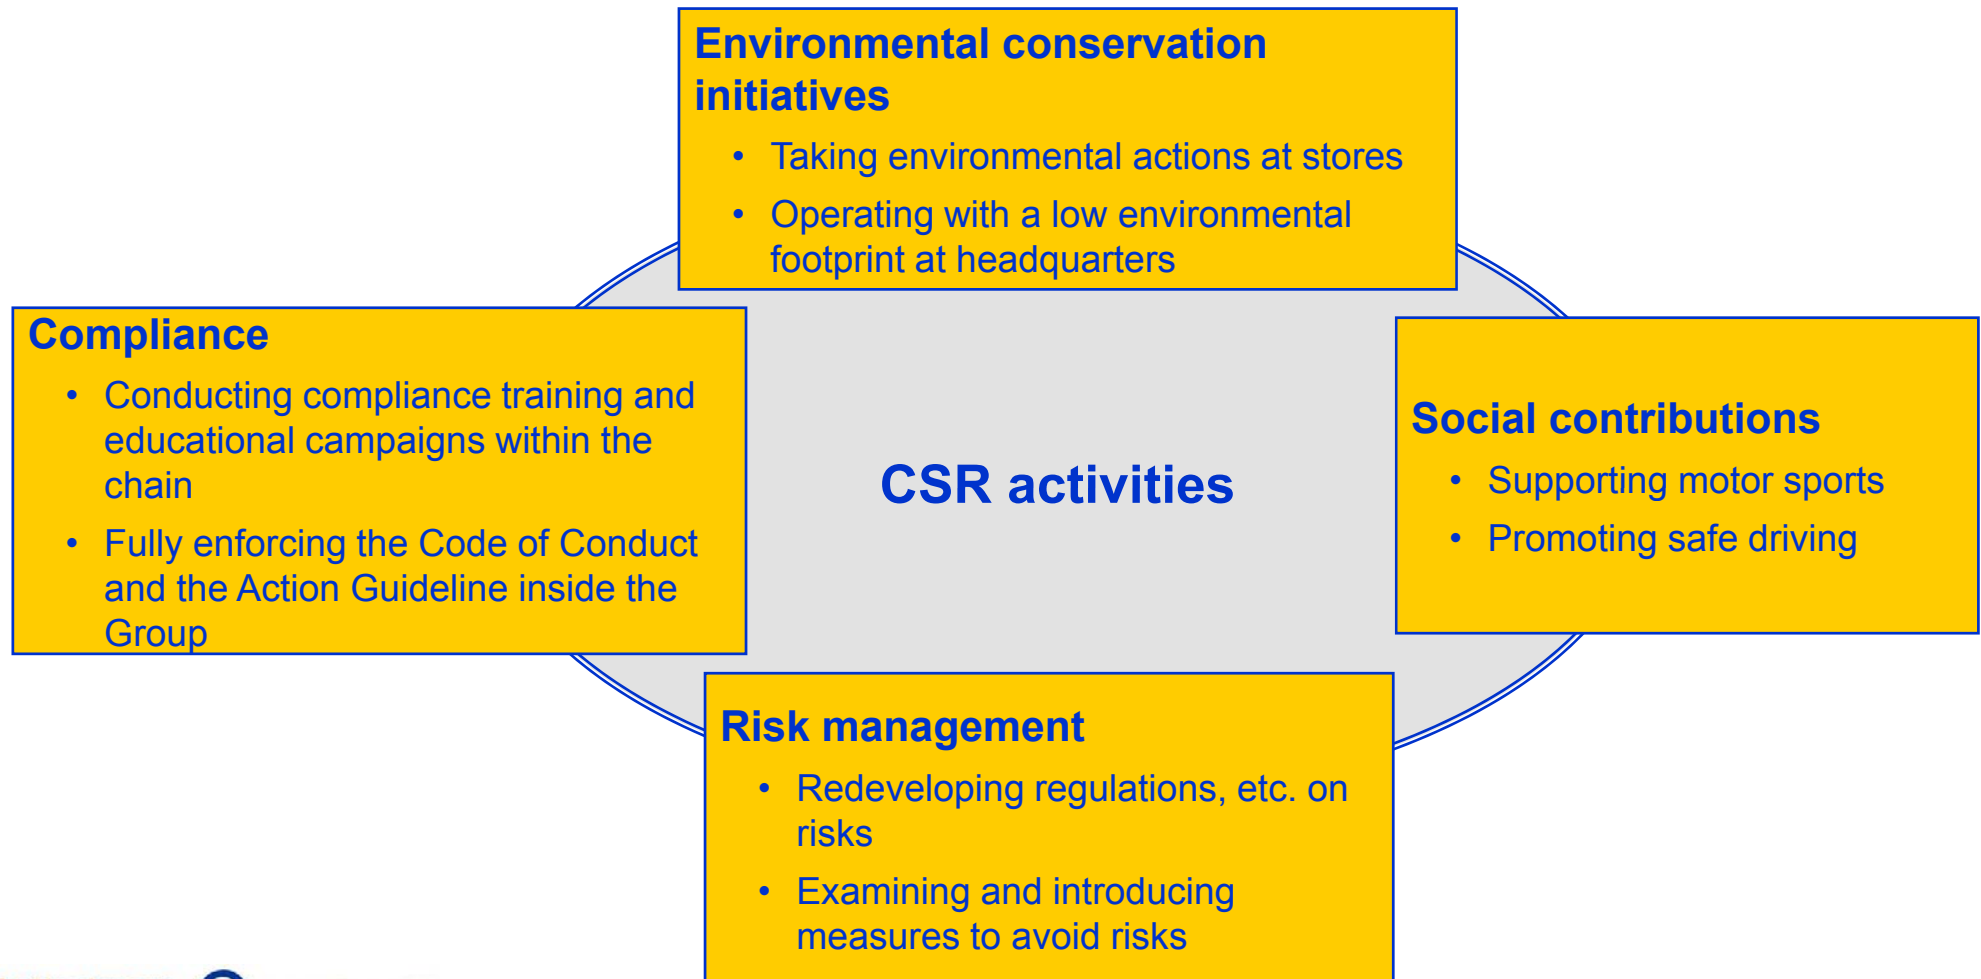 Environmental conservation
initiatives
• Taking environmental actions at stores
• Operating with a low environmental
footprint at headquarters
Compliance
• Conducting compliance training and
educational campaigns within the
chain
• Fully enforcing the Code of Conduct
and the Action Guideline inside the
Group
CSR activities
Social contributions
• Supporting motor sports
• Promoting safe driving
Risk management
• Redeveloping regulations, etc. on
risks
• Examining and introducing
measures to avoid risks